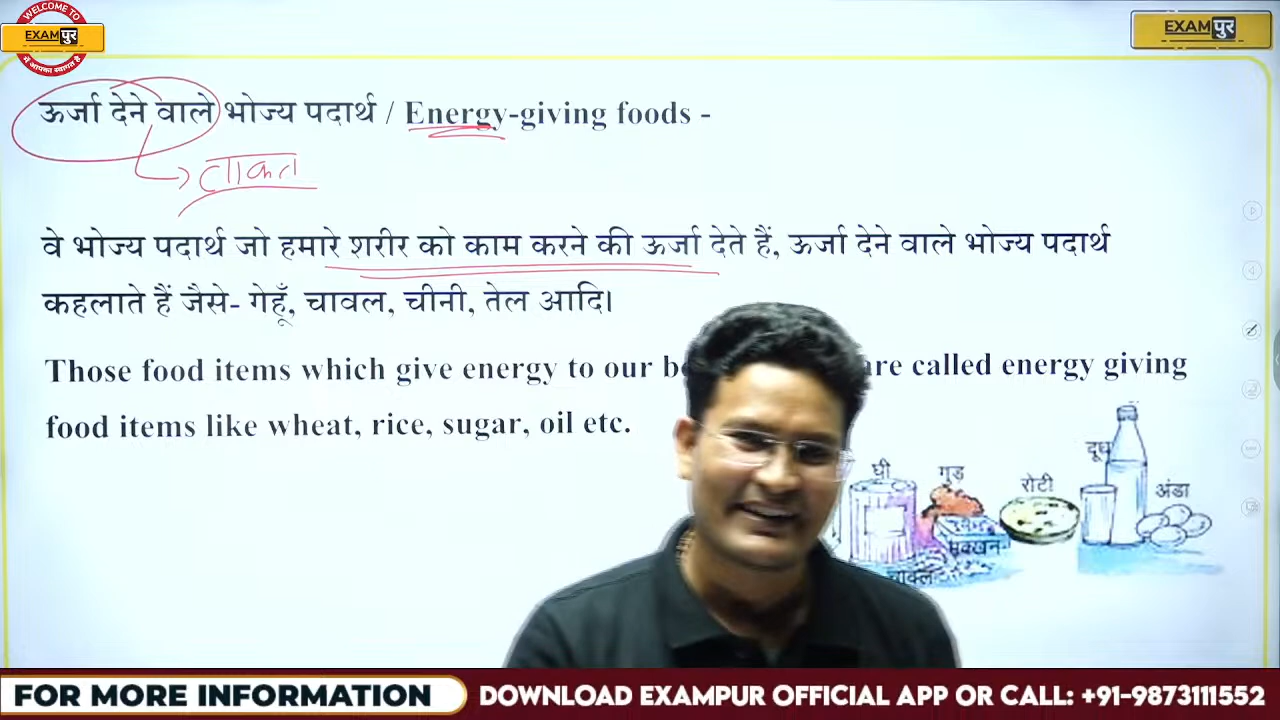 WELCOME TO
EXAMपुर
में आपका स्वागत है
EXAMपुर
ऊर्जा देने वाले भोज्य पदार्थ / Energy-giving foods -
ताकत
वे भोज्य पदार्थ जो हमारे शरीर को काम करने की ऊर्जा देते हैं, ऊर्जा देने वाले भोज्य पदार्थ
कहलाते हैं जैसे- गेहूँ, चावल, चीनी, तेल आदि।
Those food items which give energy to our are called energy giving
food items like wheat, rice, sugar, oil etc.
घी गुड़ रोटी दूध अंडा
मक्खन
चावल
FOR MORE INFORMATION DOWNLOAD EXAMPUR OFFICIAL APP OR CALL: +91-9873111552